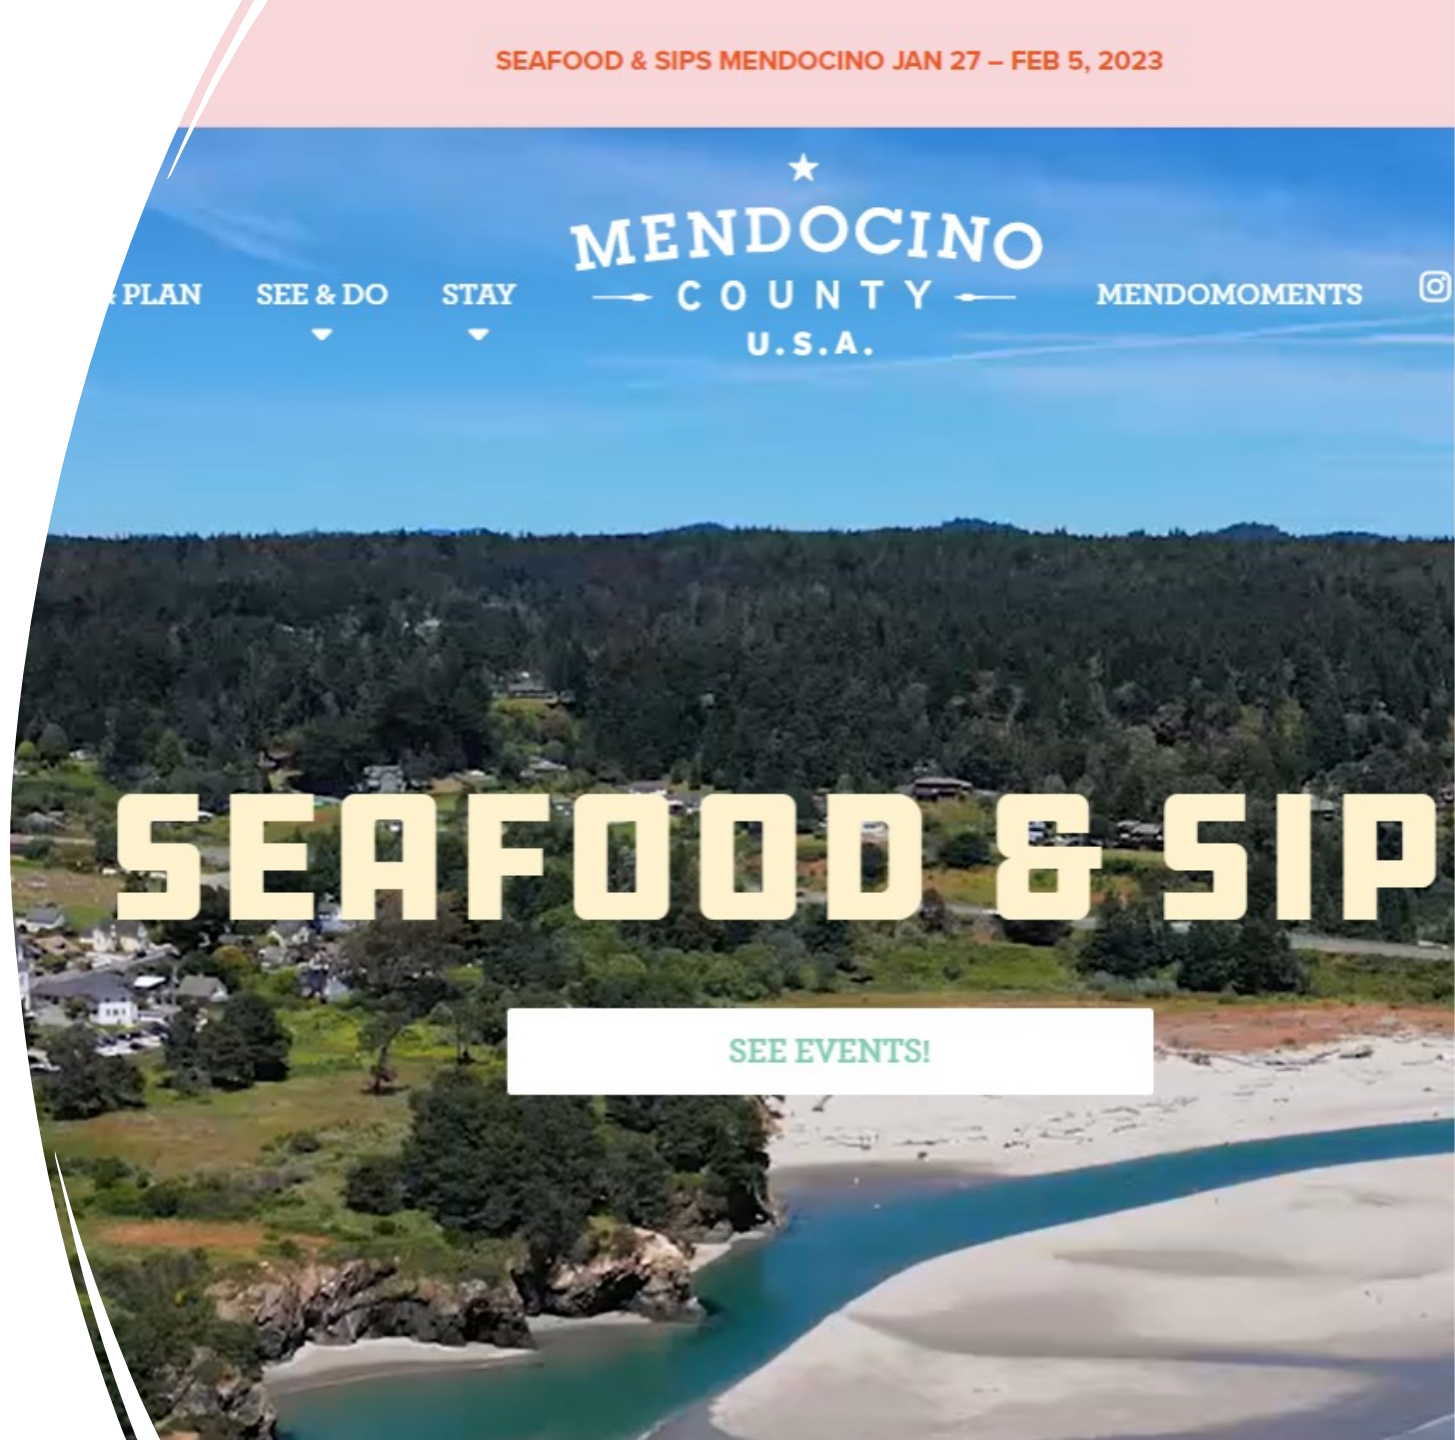 SEAFOOD & SIPS MENDOCINO JAN 27 – FEB 5, 2023
& PLAN SEE & DO STAY
MENDOCINO
COUNTY
U.S.A.
MENDOMOMENTS
SEAFOOD & SIP
SEE EVENTS!